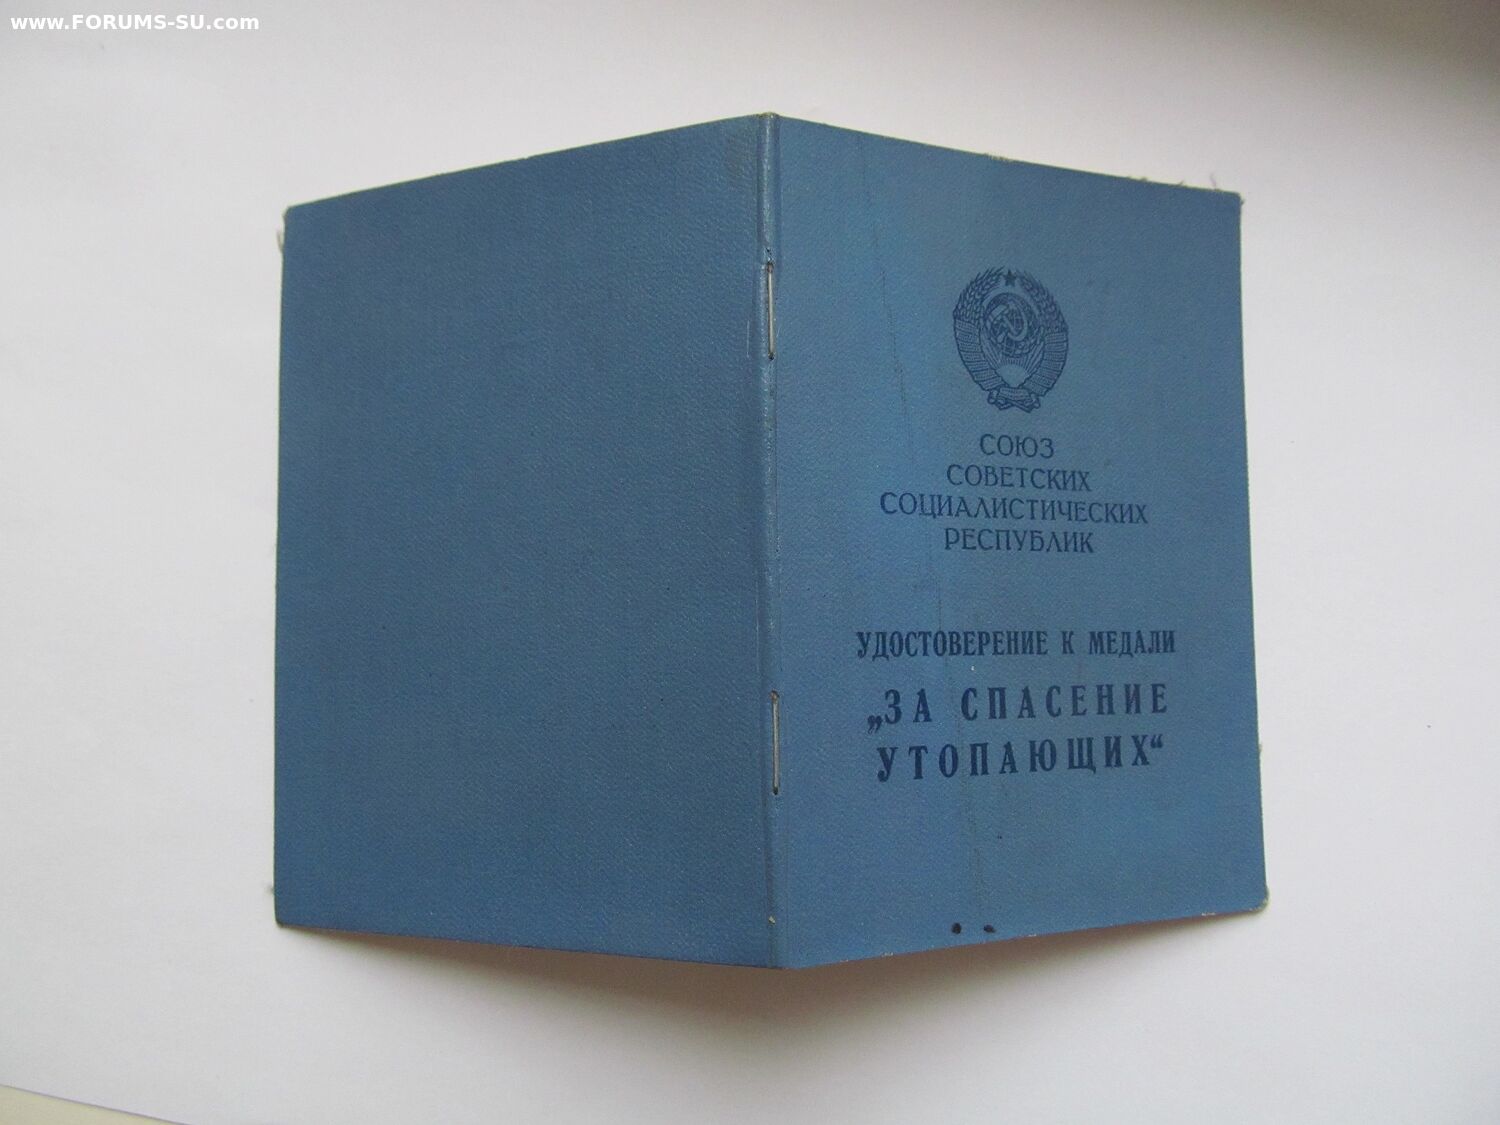 www.FORUMS-SU.com
СОЮЗ
СОВЕТСКИХ
СОЦИАЛИСТИЧЕСКИХ
РЕСПУБЛИК
УДОСТОВЕРЕНИЕ К МЕДАЛИ
„ЗА СПАСЕНИЕ
УТОПАЮЩИХ“